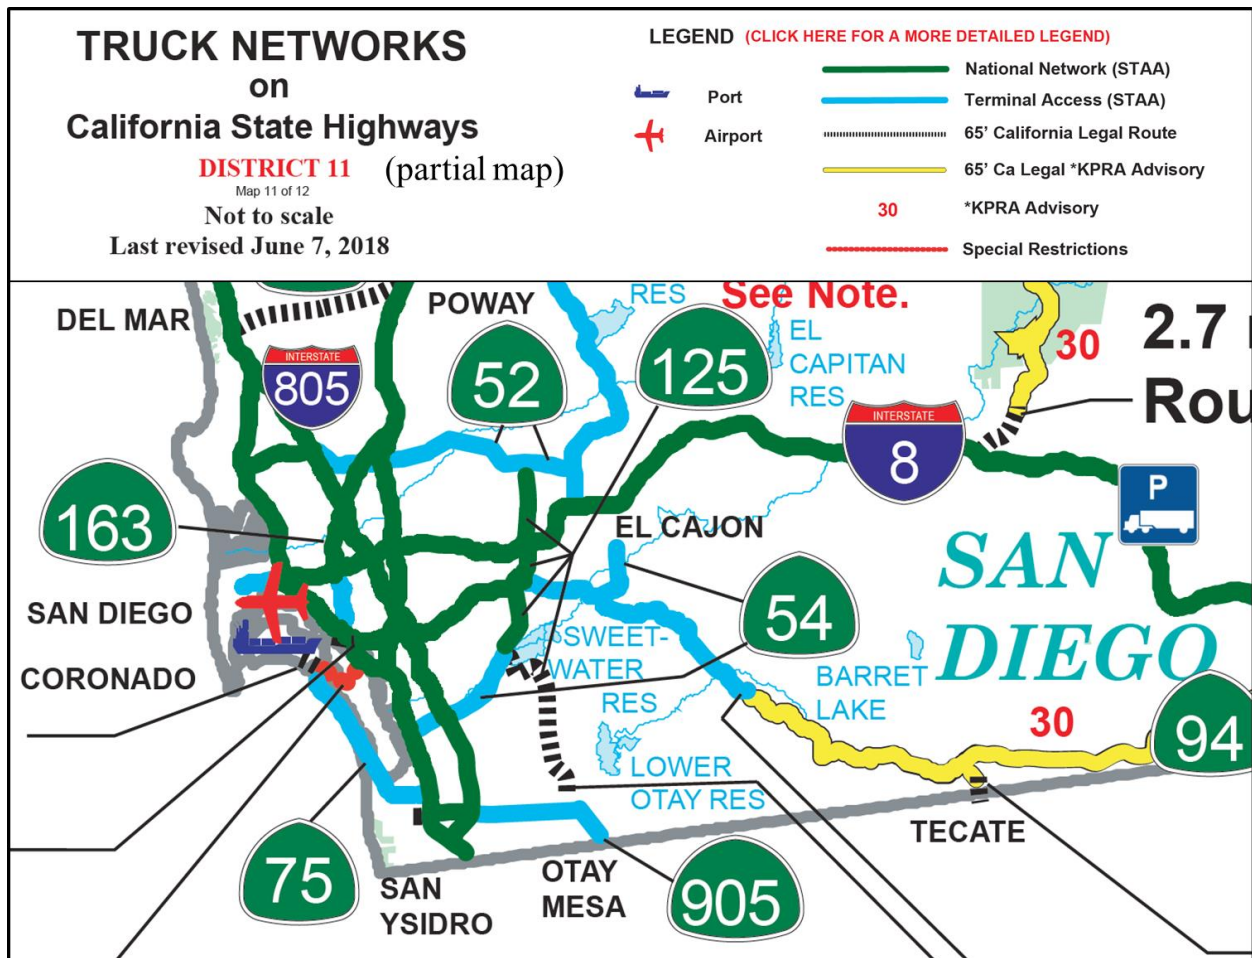 TRUCK NETWORKS
on
California State Highways
DISTRICT 11
(partial map)
Map 11 of 12
Not to scale
Last revised June 7, 2018
LEGEND (CLICK HERE FOR A MORE DETAILED LEGEND)
Port
Airport
National Network (STAA)
Terminal Access (STAA)
65' California Legal Route
65' Ca Legal *KPRA Advisory
30 *KPRA Advisory
Special Restrictions
DEL MAR
POWAY
RES
See Note.
EL
CAPITAN
RES
30
2.7
Rou
INTERSTATE
805
52
125
INTERSTATE
8
P
163
EL CAJON
SAN
DIEGO
SAN DIEGO
CORONADO
54
SWEET-
WATER
RES
BARRET
LAKE
30
94
LOWER
OTAY RES
TECATE
75
SAN
YSIDRO
OTAY
MESA
905